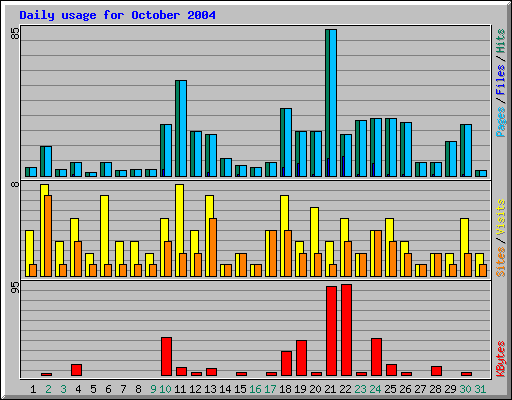 Daily usage for October 2004
85
Pages / Files / Hits
8
Sites / Visits
95
KBytes
1 2 3 4 5 6 7 8 9 10 11 12 13 14 15 16 17 18 19 20 21 22 23 24 25 26 27 28 29 30 31